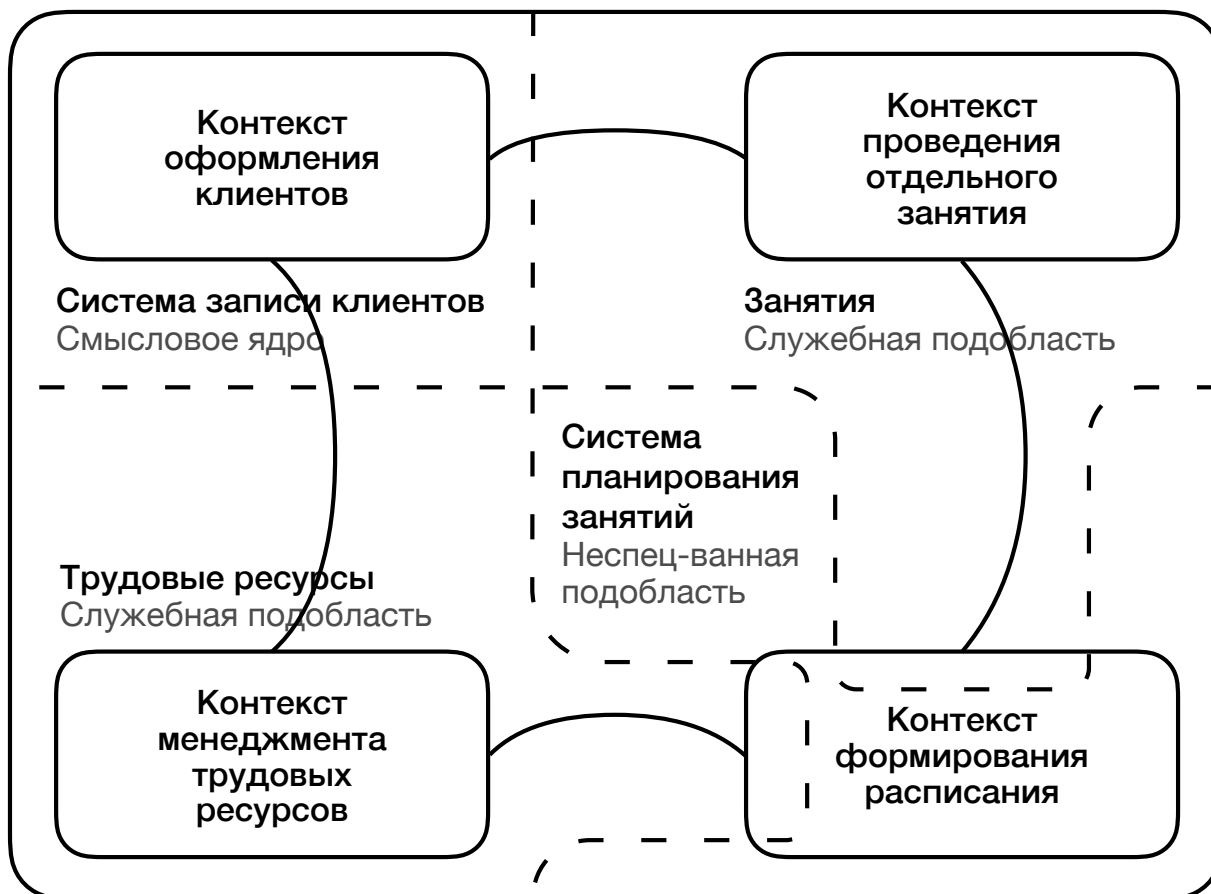 Контекст
оформления
клиентов
Контекст
проведения
отдельного
занятия
Система записи клиентов
Смысловое ядро
Занятия
Служебная подобласть
Система
планирования
занятий
Неспец-ванная
подобласть
Трудовые ресурсы
Служебная подобласть
Контекст
менеджмента
трудовых
ресурсов
Контекст
формирования
расписания